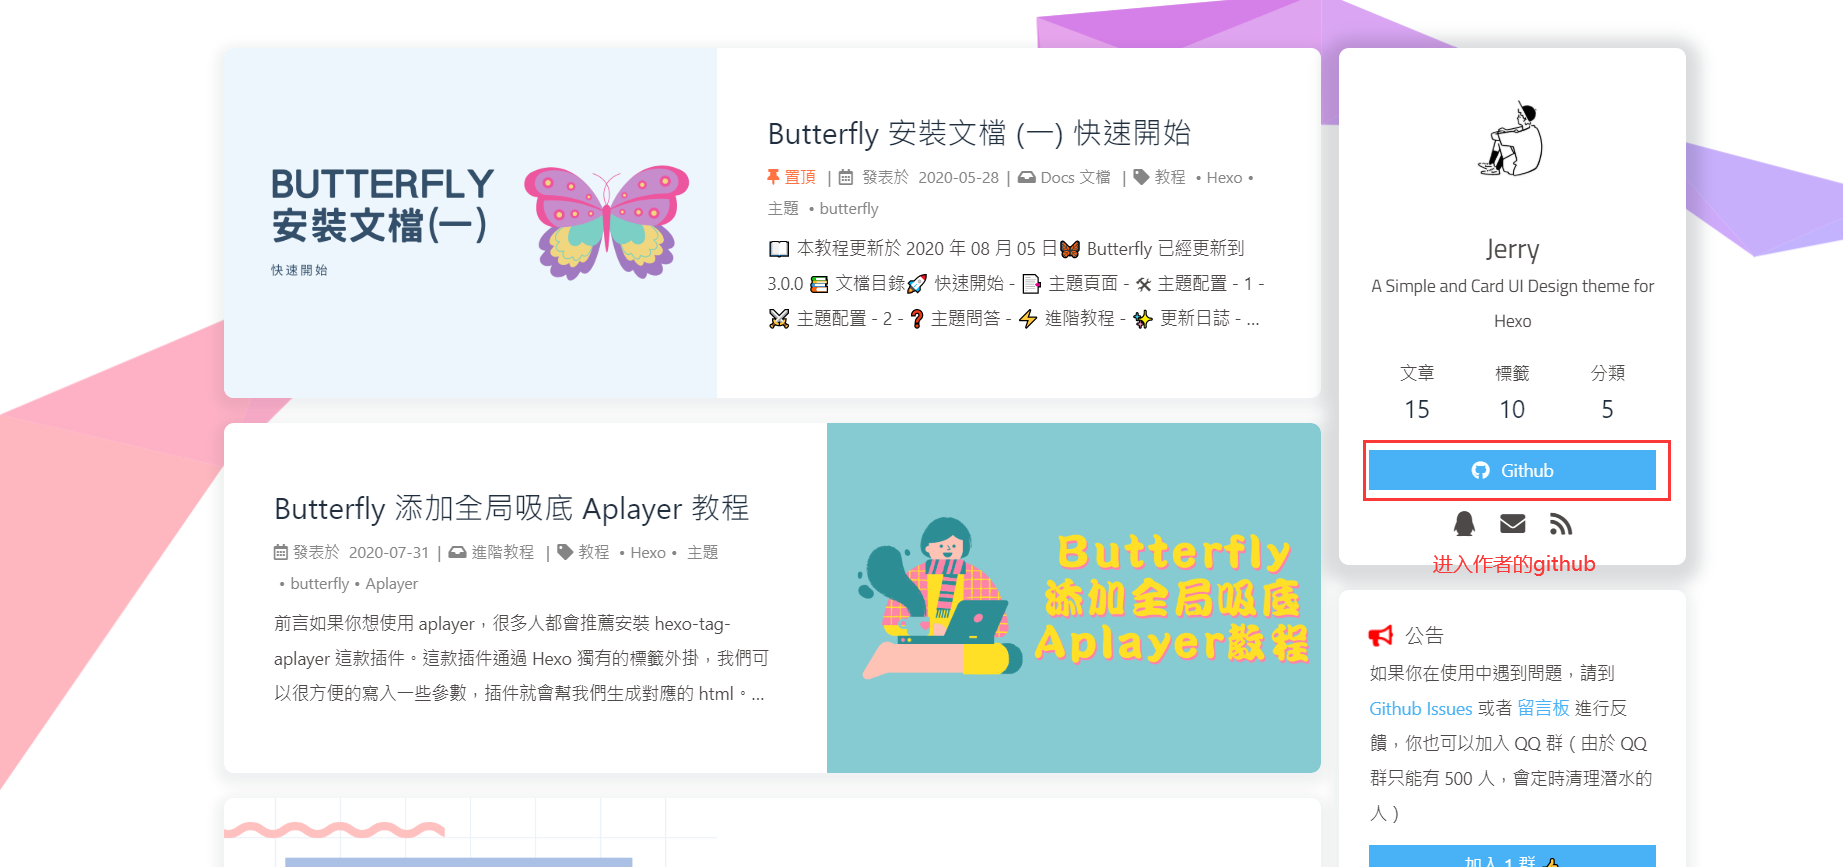 BUTTERFLY
安裝文檔(一)
快速開始
Butterfly 安裝文檔 (一) 快速開始
置頂 | 發表於 2020-05-28 | Docs 文檔 | 教程 • Hexo •
主題 • butterfly
本教程更新於 2020 年 08 月 05 日 Butterfly 已經更新到
3.0.0 文檔目錄 快速開始 - 主題頁面 - 主題配置 - 1 -
主題配置 - 2 - 主題問答 - 進階教程 - 更新日誌 - ...
Butterfly 添加全局吸底 Aplayer 教程
發表於 2020-07-31 | 進階教程 | 教程 • Hexo • 主題
• butterfly • Aplayer
前言如果你想使用 aplayer，很多人都會推薦安裝 hexo-tag-
aplayer 這款插件。這款插件通過 Hexo 獨有的標籤外掛，我們可
以很方便的寫入一些參數，插件就會幫我們生成對應的 html。...
Butterfly
添加全局吸底
Aplayer教程
Jerry
A Simple and Card UI Design theme for
Hexo
文章 標籤 分類
15 10 5
Github
进入作者的github
公告
如果你在使用中遇到問題，請到
Github Issues 或者 留言板 進行反
饋，你也可以加入 QQ 群（由於 QQ
群只能有 500 人，會定時清理潛水的
人）
加入 1 群